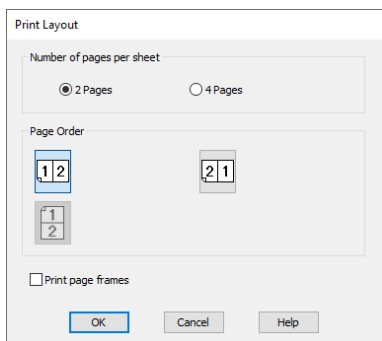 Print Layout
Number of pages per sheet
2 Pages 4 Pages
Page Order
1 2 2 1
1
2
Print page frames
OK Cancel Help